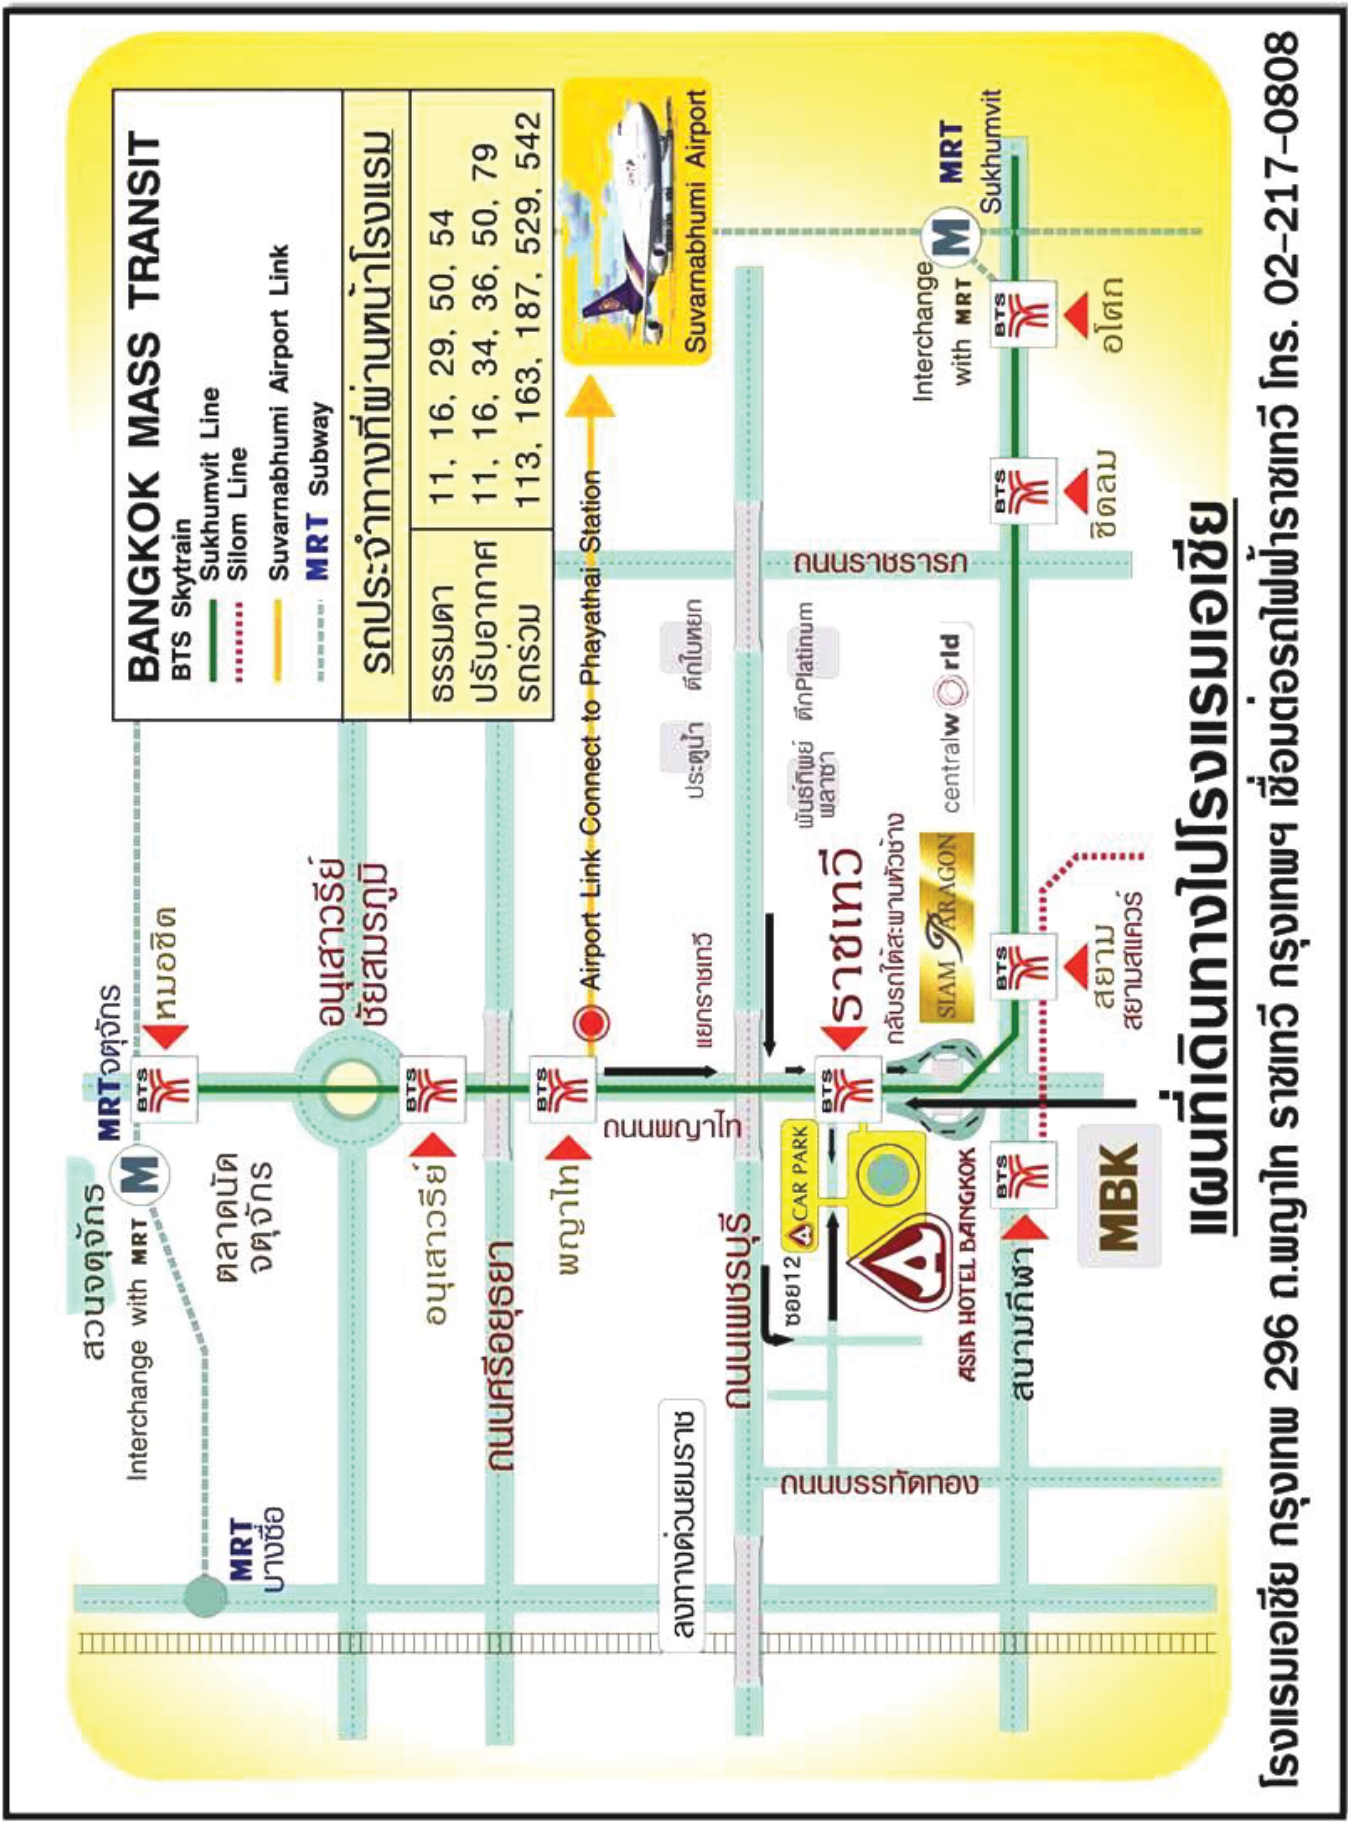 BANGKOK MASS TRANSIT
BTS Skytrain
Sukhumvit Line
Silom Line
Suvarnabhumi Airport Link
MRT Subway
รถประจำทางที่ผ่านหน้าโรงแรม
ธรรมดา 11, 16, 29, 50, 54
ปรับอากาศ 11, 16, 34, 36, 50, 79
รถร่วม 113, 163, 187, 529, 542
สวนจตุจักร
MRTจตุจักร
Interchange with MRT
M
BTS
หมอชิต
ตลาดนัด
จตุจักร
MRT
บางซื่อ
อนุเสาวรีย์
ชัยสมรภูมิ
BTS
อนุเสาวรีย์
ถนนศรีอยุธยา
BTS
พญาไท
Airport Link Connect to Phayathai Station
Suvarnabhumi Airport
ถนนพญาไท
แยกราชเทวี
ประตูน้ำ
ตึกใบหยก
ลงทางด่วนยมราช
ถนนเพชรบุรี
ซอย12
CAR PARK
BTS
ราชเทวี
กลับรถใต้สะพานหัวช้าง
พันธ์ทิพย์
พลาซา
ตึกPlatinum
ถนนราชรารภ
ถนนบรรทัดทอง
ASIA HOTEL BANGKOK
SIAM PARAGON
centralw rld
Interchange
with MRT
M
MRT
Sukhumvit
สนามกีฬา
BTS
BTS
สยาม
สยามสแควร์
BTS
ชิดลม
BTS
อโศก
MBK
แผนที่เดินทางไปโรงแรมเอเชีย
โรงแรมเอเชีย กรุงเทพ 296 ถ.พญาไท ราชเทวี กรุงเทพฯ เชื่อมต่อรถไฟฟ้าราชเทวี โทร. 02-217-0808